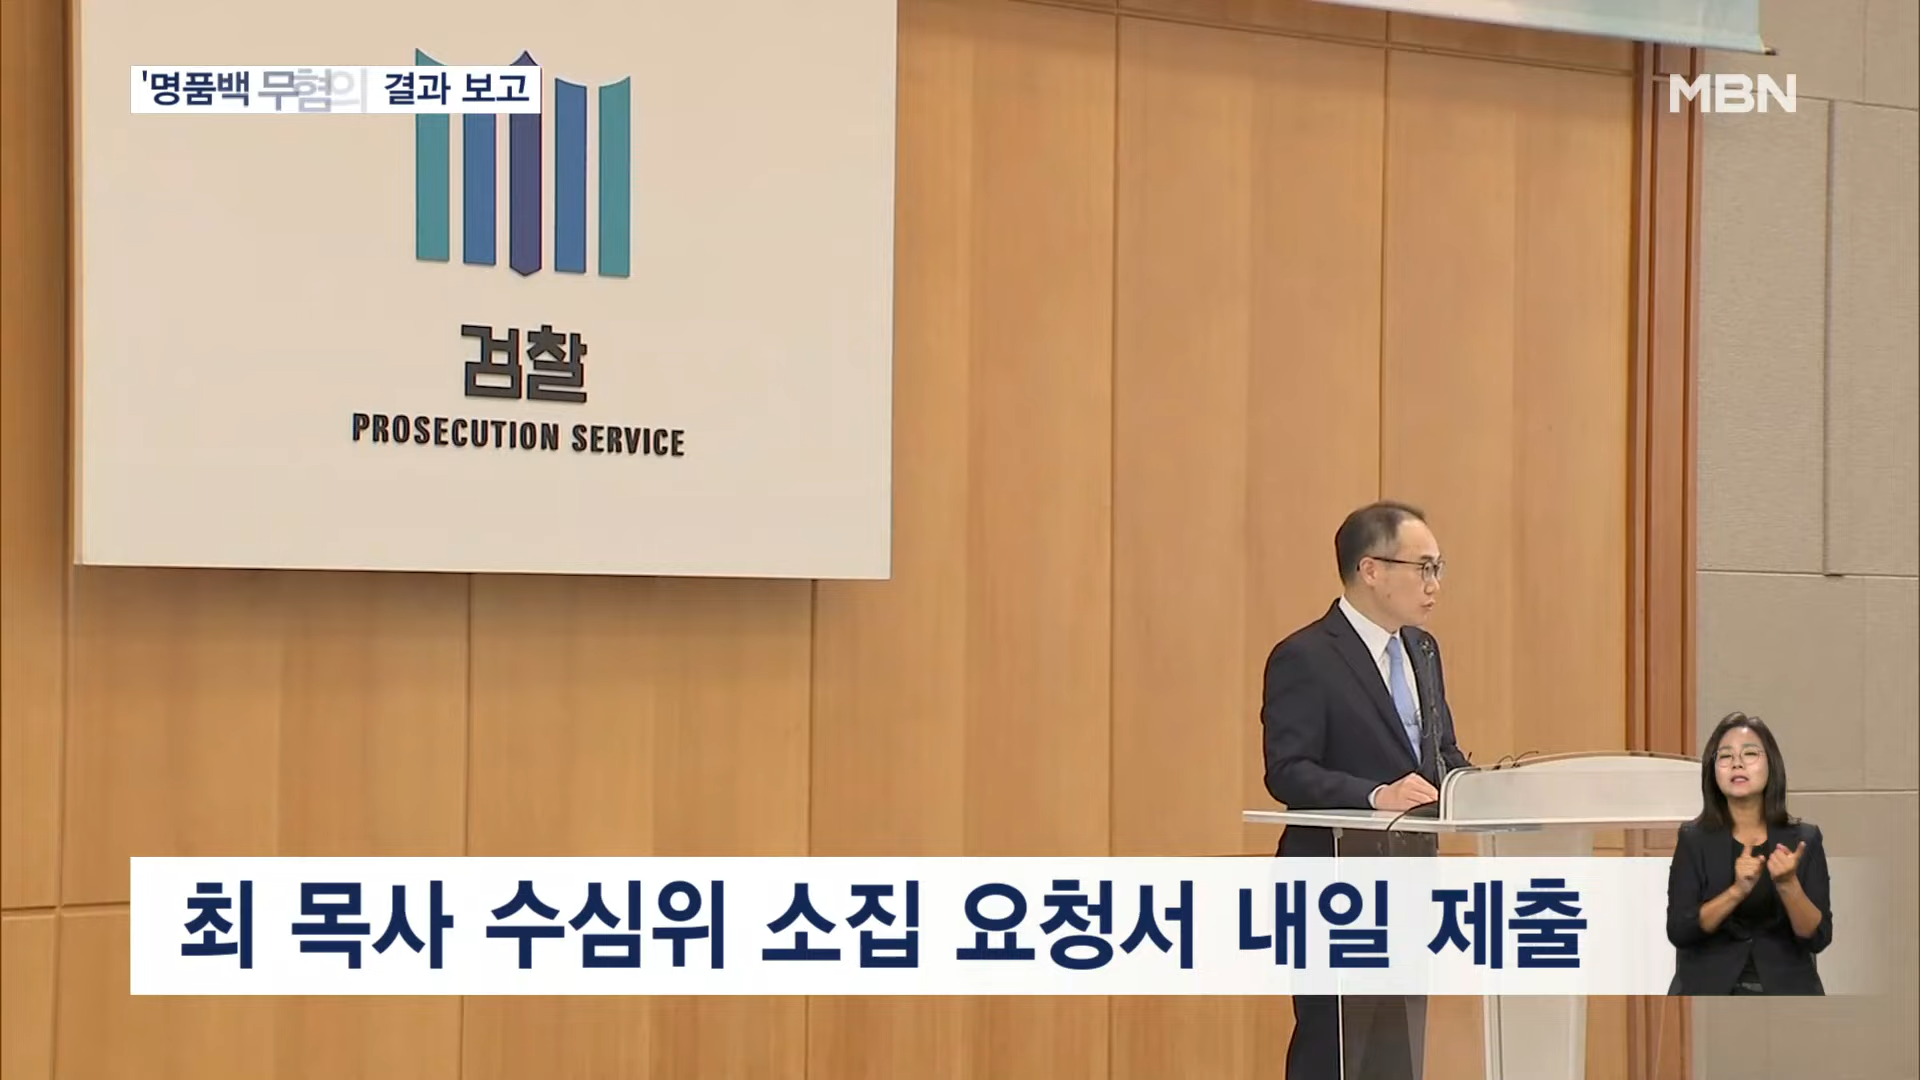 '명품백 무혐의 결과 보고
MBN
검찰
PROSECUTION SERVICE
최 목사 수심위 소집 요청서 내일 제출